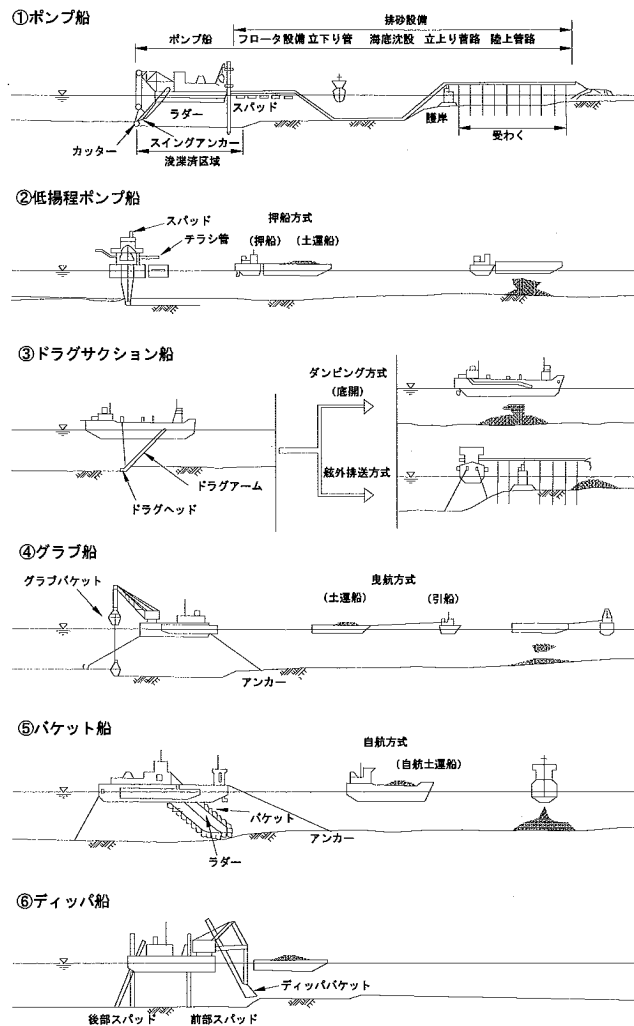 ①ポンプ船
排砂設備
ポンプ船 フロータ設備 立下り管 海底沈設 立上り管路 陸上管路
ラダー
スパッド
カッター
スイングアンカー
護岸
受わく
浚渫済区域
②低揚程ポンプ船
スパッド
テラシ管
押船方式
(押船) (土運船)
③ドラグサクション船
ダンピング方式
(底開)
舷外排送方式
ドラグアーム
ドラグヘッド
④グラブ船
グラブバケット
曳航方式
(土運船) (引船)
アンカー
⑤バケット船
自航方式
(自航土運船)
バケット
ラダー
アンカー
⑥ディッパ船
ディッパバケット
後部スパッド 前部スパッド